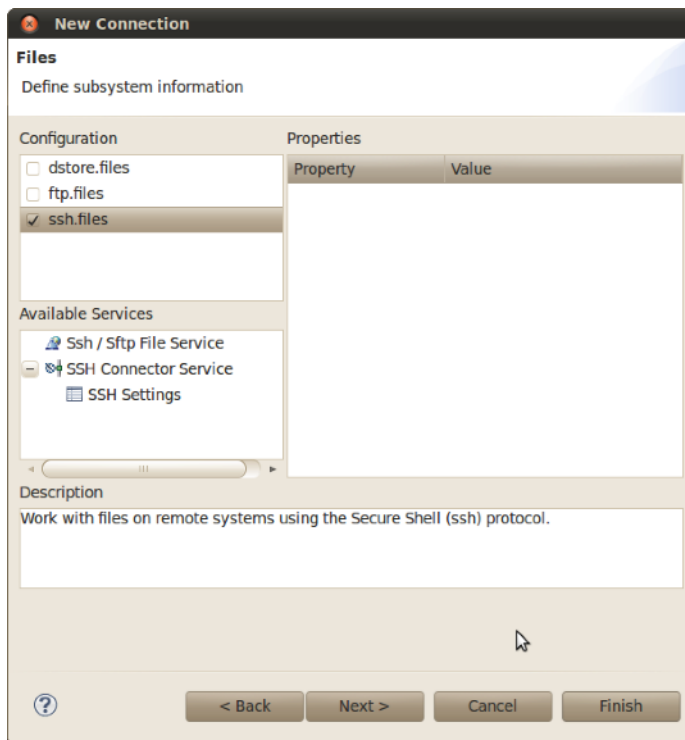 New Connection
Files
Define subsystem information
Configuration
dstore.files
ftp.files
ssh.files
Properties
Property Value
Available Services
Ssh / Sftp File Service
SSH Connector Service
SSH Settings
Description
Work with files on remote systems using the Secure Shell (ssh) protocol.
? < Back Next > Cancel Finish